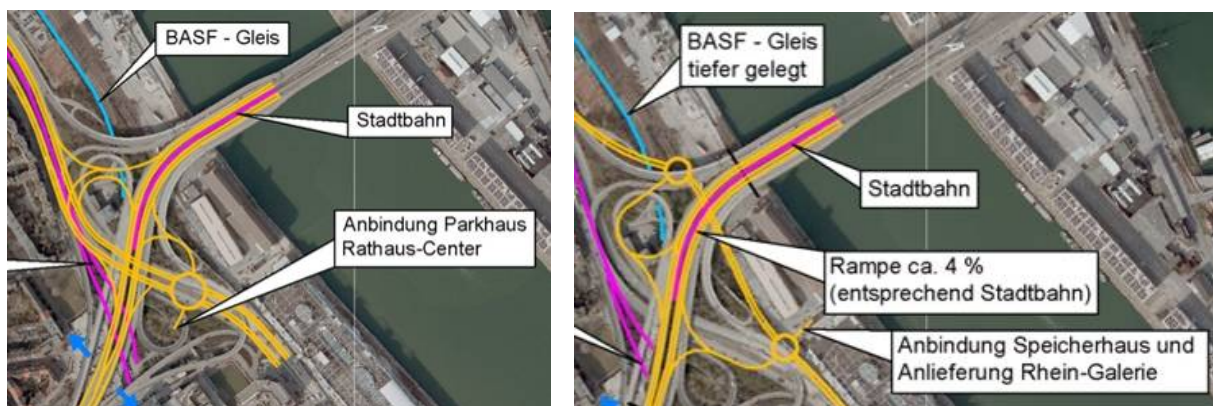 BASF - Gleis
Stadtbahn
Anbindung Parkhaus
Rathaus-Center
BASF - Gleis
tiefer gelegt
Stadtbahn
Rampe ca. 4 %
(entsprechend Stadtbahn)
Anbindung Speicherhaus und
Anlieferung Rhein-Galerie